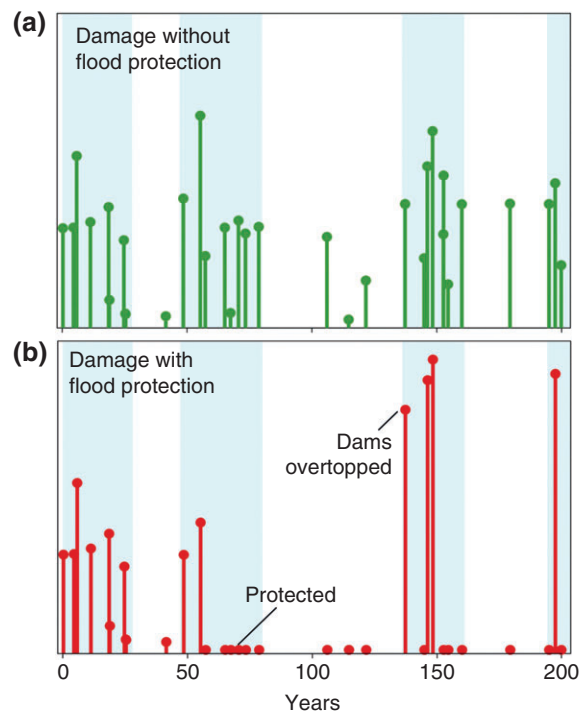 (a)
Damage without
flood protection
(b)
Damage with
flood protection
Dams
overtopped
Protected
0 50 100 150 200
Years